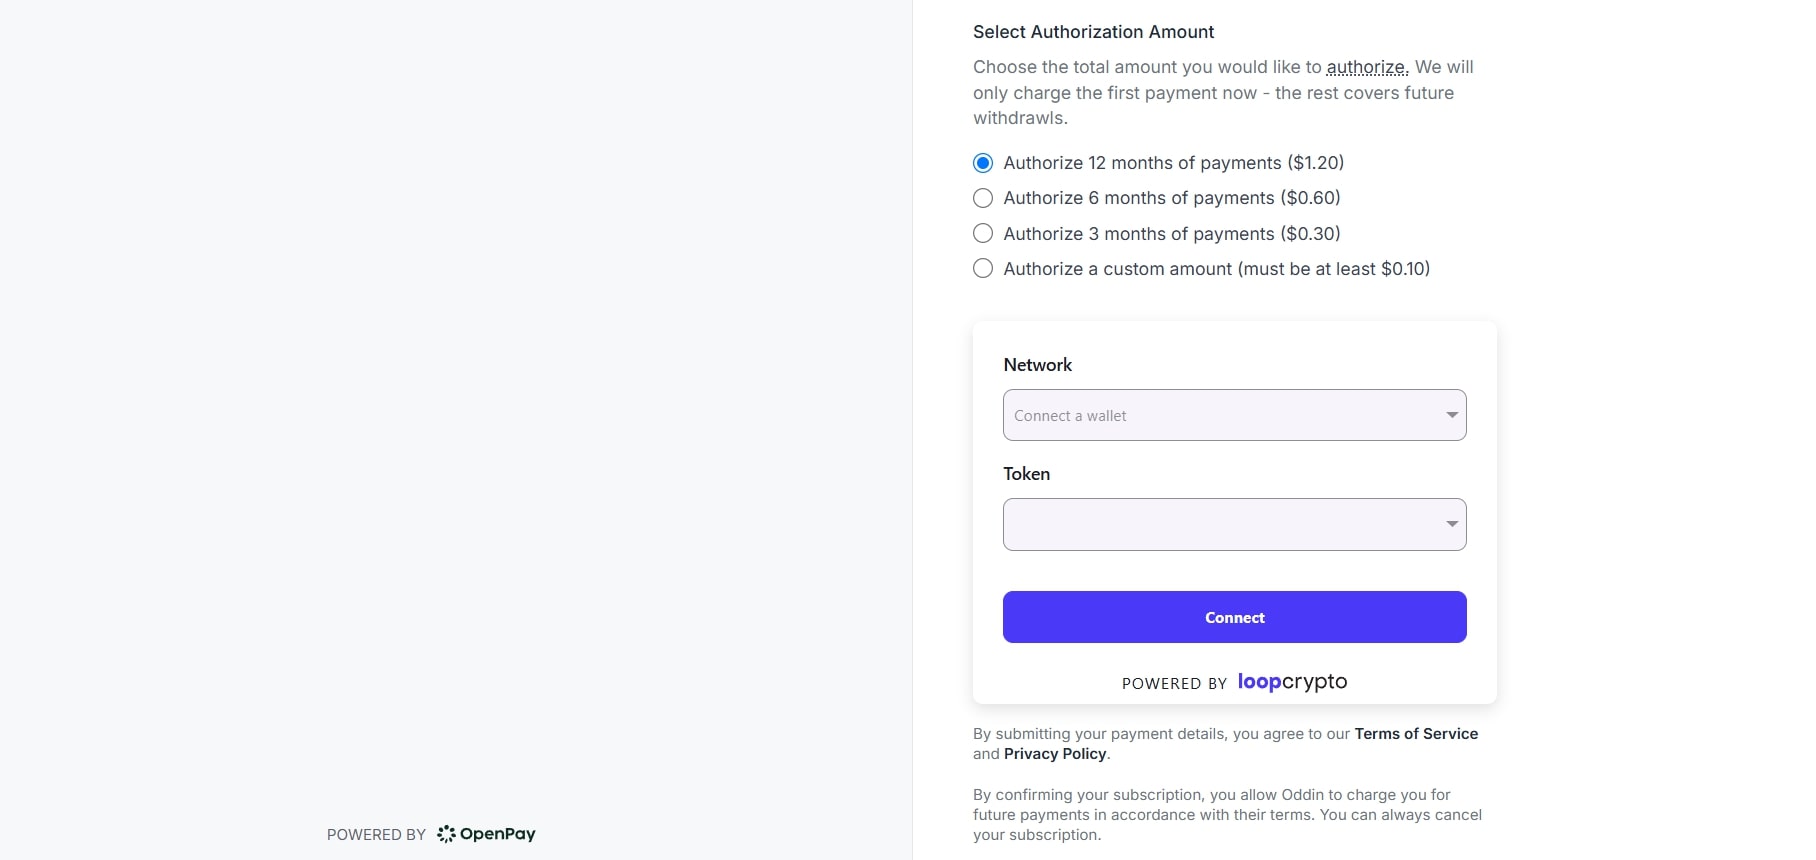 Select Authorization Amount
Choose the total amount you would like to authorize. We will
only charge the first payment now - the rest covers future
withdrawls.
Authorize 12 months of payments ($1.20)
Authorize 6 months of payments ($0.60)
Authorize 3 months of payments ($0.30)
Authorize a custom amount (must be at least $0.10)
Network
Connect a wallet
Token
Connect
POWERED BY loopcrypto
By submitting your payment details, you agree to our Terms of Service
and Privacy Policy.
By confirming your subscription, you allow Oddin to charge you for
future payments in accordance with their terms. You can always cancel
your subscription.
POWERED BY OpenPay